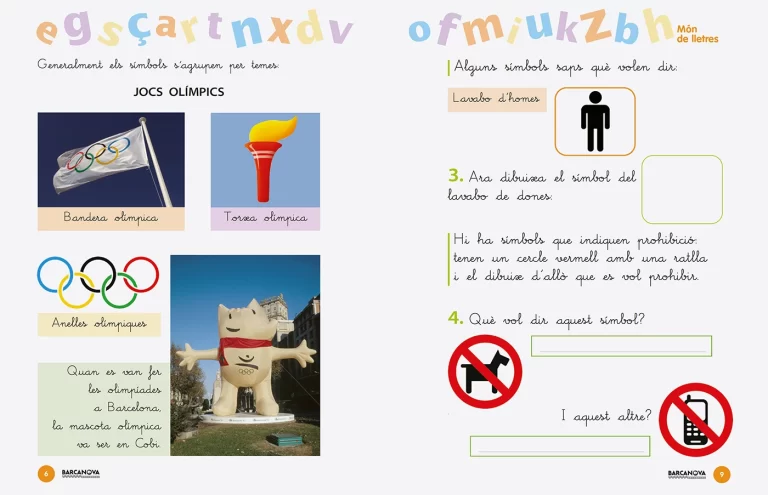 egsçartnxdv
Generalment els símbols s'agrupen per temes:
JOCS OLÍMPICS
Bandera olímpica
Torxa olímpica
Anelles olímpiques
Quan es van fer
les olimpíades
a Barcelona,
la mascota olímpica
va ser en Cobi.
6
BARCANOVA
ofmiukzbh
Món
de lletres
Alguns símbols saps què volen dir:
Lavabo d'homes
3. Ara dibuixa el símbol del
lavabo de dones:
Hi ha símbols que indiquen prohibició:
tenen un cercle vermell amb una ratlla
i el dibuix d'allò que es vol prohibir.
4. Què vol dir aquest símbol?
I aquest altre?
BARCANOVA
9